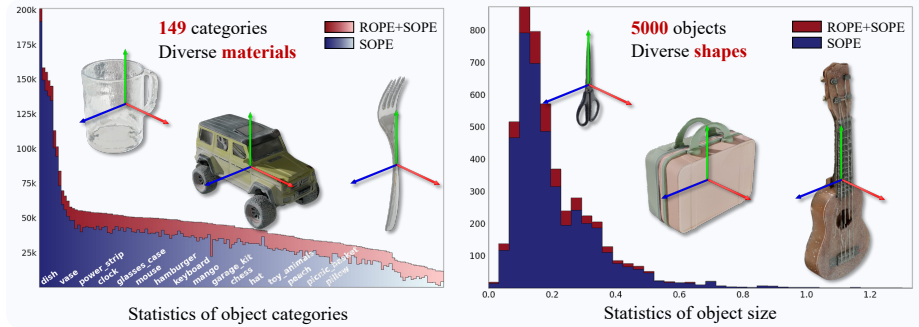 200k
175k
150k
125k
100k
75k
50k
25k
149 categories
Diverse materials
ROPE+SOPE
SOPE
dish
vase
power_strip
clock
glasses_case
mouse
hamburger
keyboard
mango
garage_kit
chess
hat
toy_animals
peach
picnic_basket
pillow
Statistics of object categories
800
700
600
500
400
300
200
100
5000 objects
Diverse shapes
ROPE+SOPE
SOPE
0.0 0.2 0.4 0.6 0.8 1.0 1.2
Statistics of object size